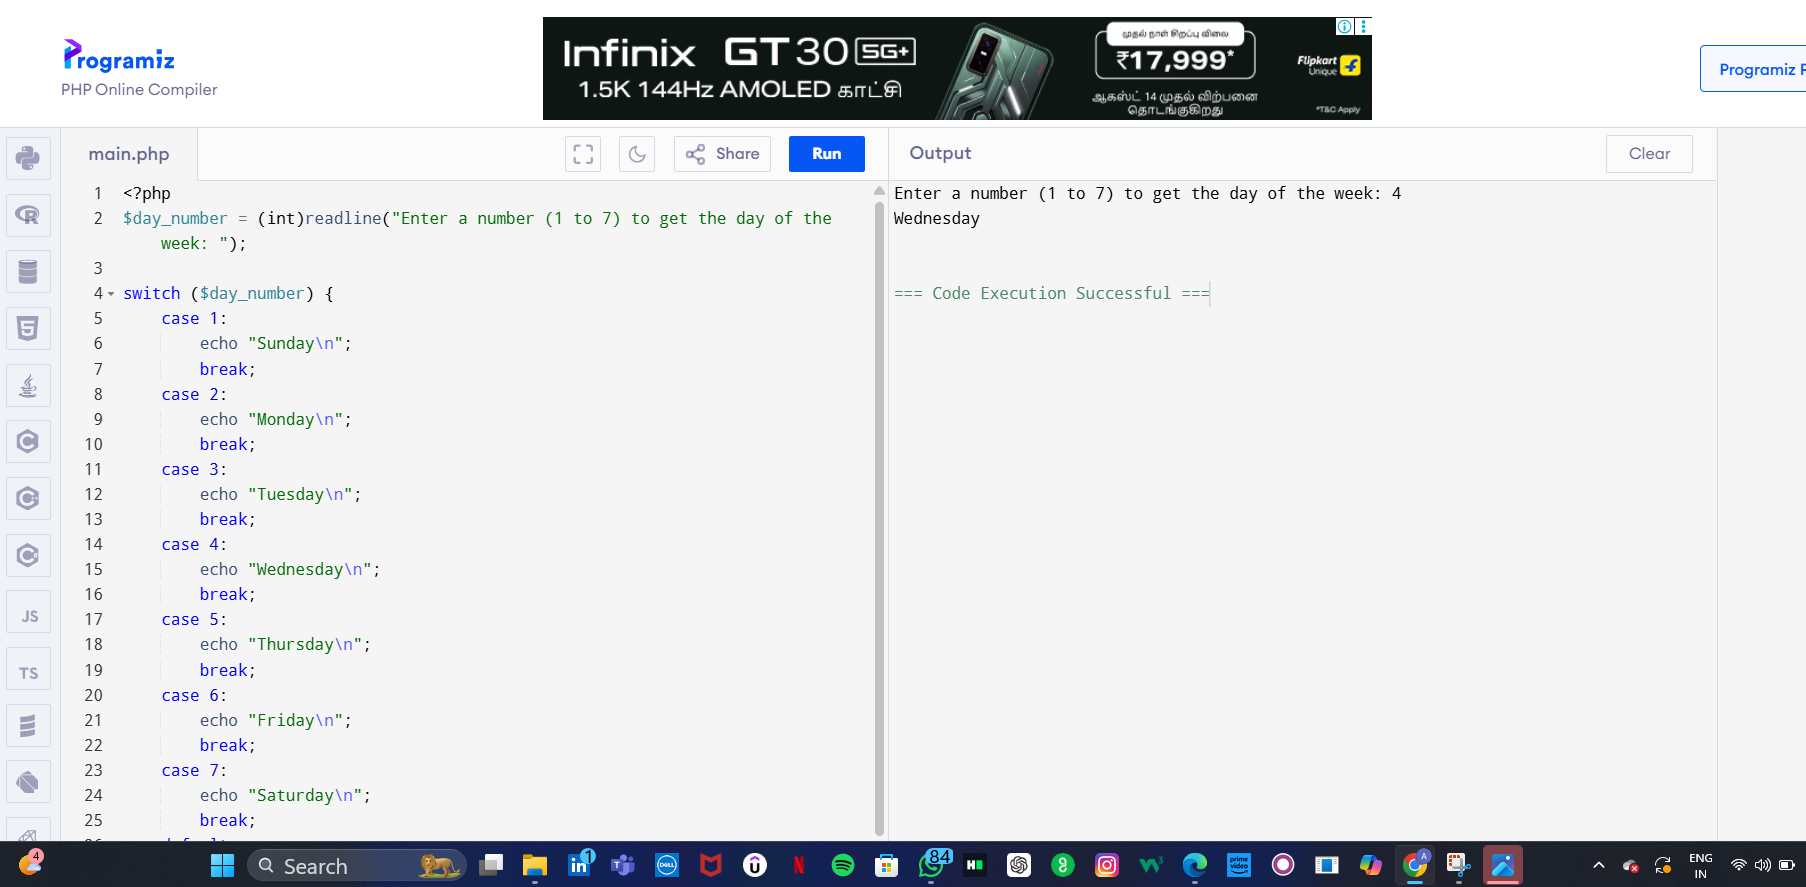 Programiz
PHP Online Compiler
Infinix GT 30 5G+
1.5K 144Hz AMOLED காட்சி
முதல் நாள் சிறப்பு விலை
₹17,999*
ஆகஸ்ட் 14 முதல் விற்பனை
தொடங்குகிறது
Flipkart
Unique
*T&C Apply
Programiz P
main.php
Share
Run
Output
Clear
1 <?php
2 $day_number = (int)readline("Enter a number (1 to 7) to get the day of the
week: ");
3
4 switch ($day_number) {
5 case 1:
6 echo "Sunday\n";
7 break;
8 case 2:
9 echo "Monday\n";
10 break;
11 case 3:
12 echo "Tuesday\n";
13 break;
14 case 4:
15 echo "Wednesday\n";
16 break;
17 case 5:
18 echo "Thursday\n";
19 break;
20 case 6:
21 echo "Friday\n";
22 break;
23 case 7:
24 echo "Saturday\n";
25 break;
Enter a number (1 to 7) to get the day of the week: 4
Wednesday
=== Code Execution Successful ===
JS
TS
4
Search
1
in
DELL
N
84
prime
video
A
ENG
IN